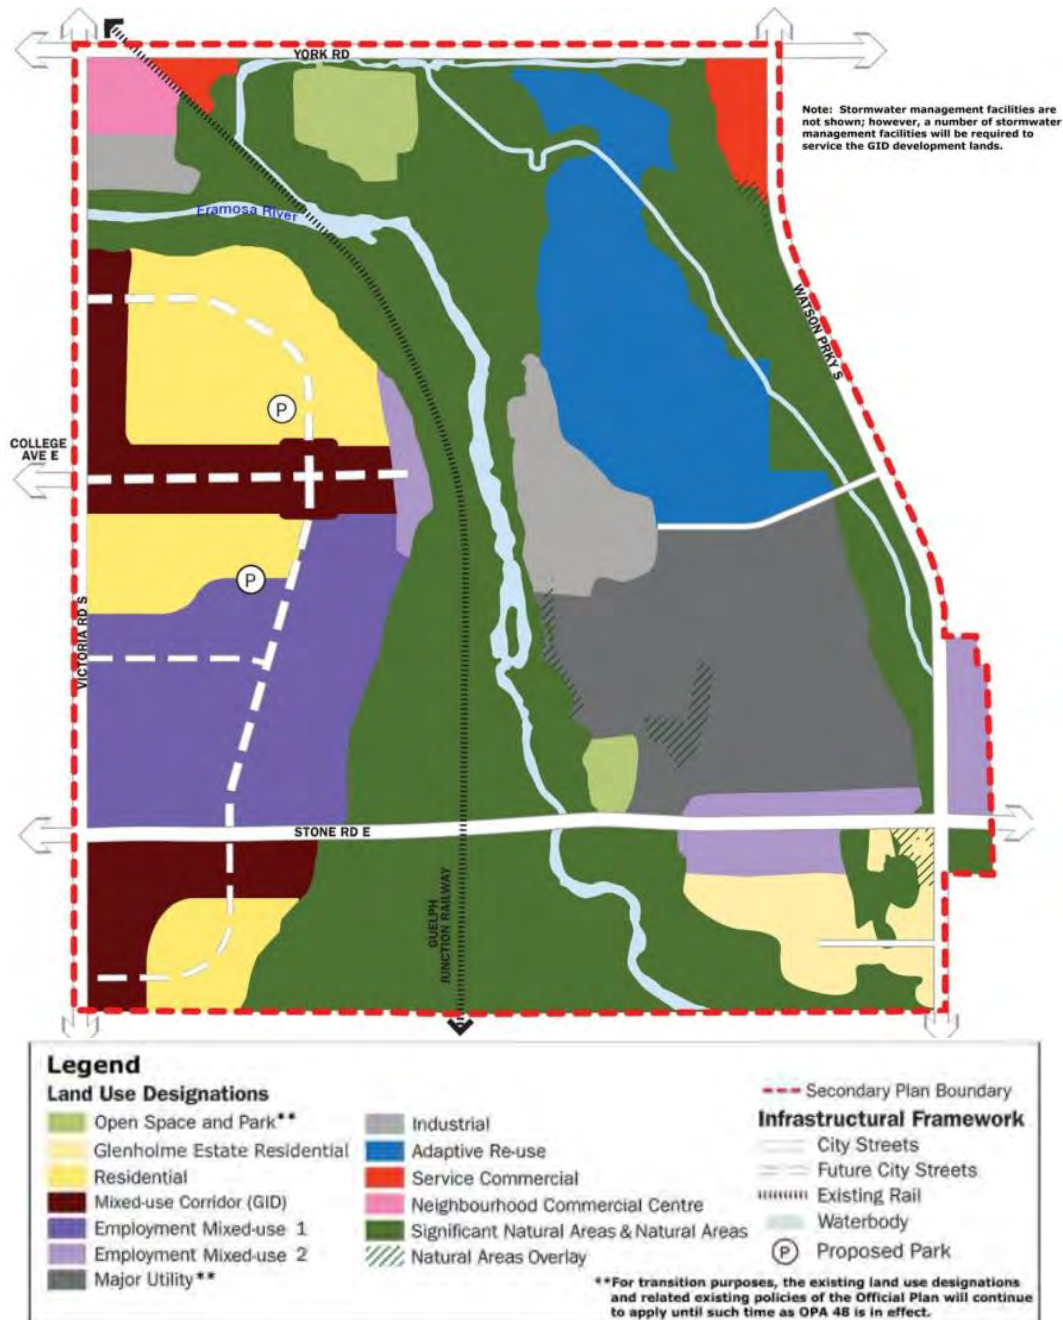 YORK RD
Note: Stormwater management facilities are
not shown; however, a number of stormwater
management facilities will be required to
service the GID development lands.
Eramosa River
WATSON PRKY S
P
COLLEGE
AVE E
P
VICTORIA RD S
STONE RD E
GUELPH
JUNCTION RAILWAY
Legend
Land Use Designations
Open Space and Park**
Glenholme Estate Residential
Residential
Mixed-use Corridor (GID)
Employment Mixed-use 1
Employment Mixed-use 2
Major Utility**
Industrial
Adaptive Re-use
Service Commercial
Neighbourhood Commercial Centre
Significant Natural Areas & Natural Areas
Natural Areas Overlay
Secondary Plan Boundary
Infrastructural Framework
City Streets
Future City Streets
Existing Rail
Waterbody
P Proposed Park
**For transition purposes, the existing land use designations
and related existing policies of the Official Plan will continue
to apply until such time as OPA 48 is in effect.